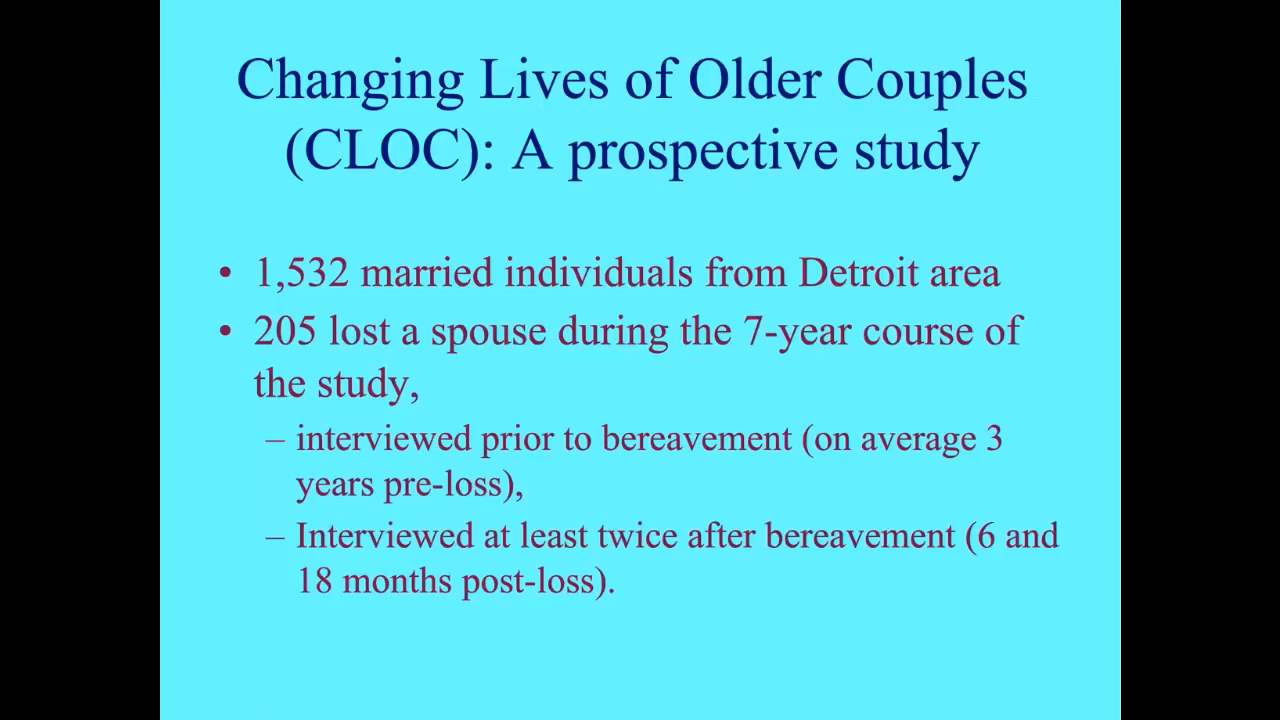 Changing Lives of Older Couples
(CLOC): A prospective study
• 1,532 married individuals from Detroit area
• 205 lost a spouse during the 7-year course of
the study,
– interviewed prior to bereavement (on average 3
years pre-loss),
– Interviewed at least twice after bereavement (6 and
18 months post-loss).